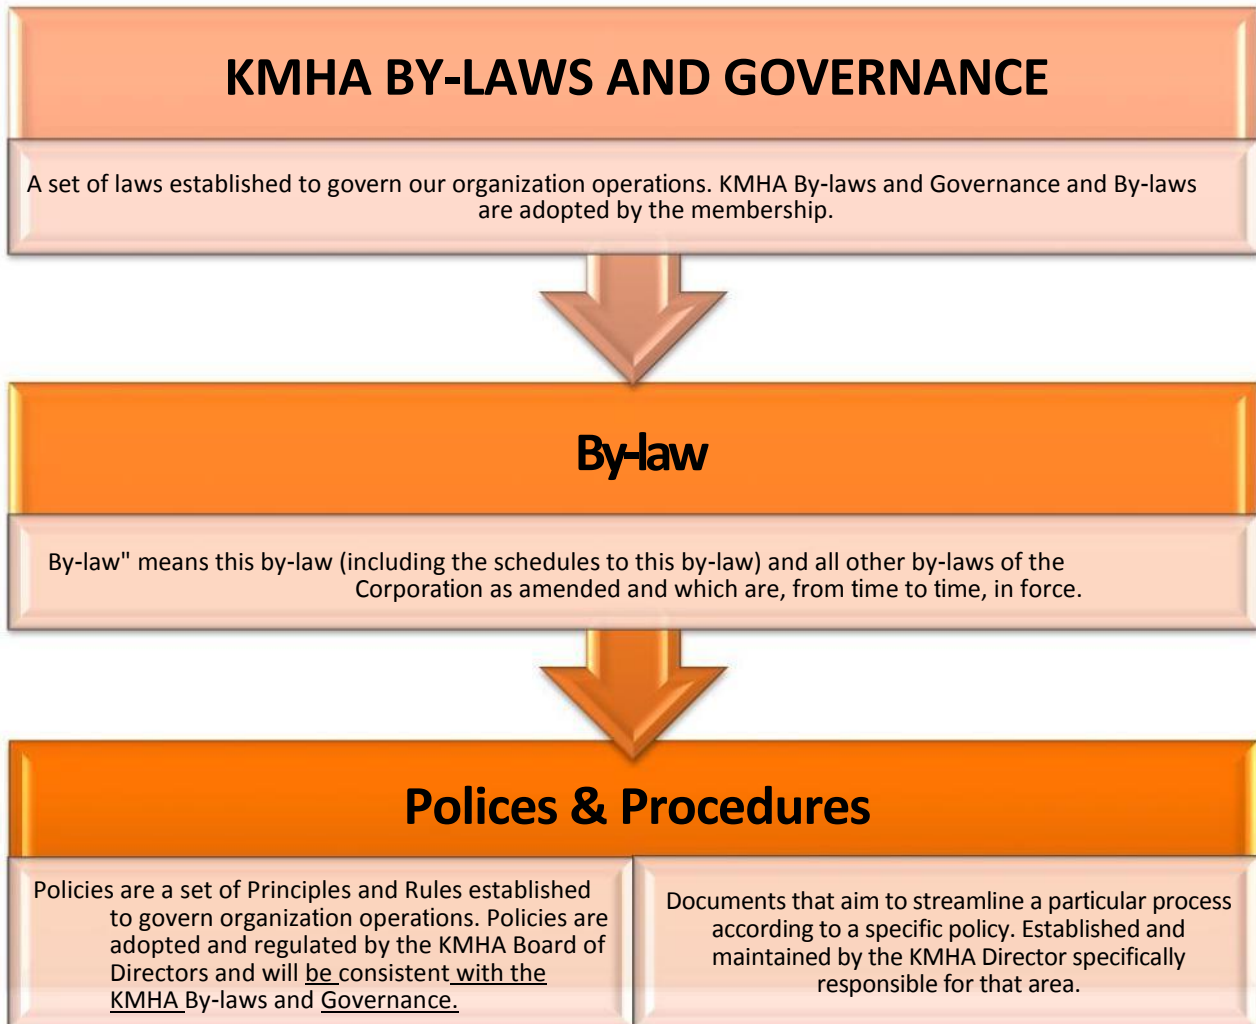 KMHA BY-LAWS AND GOVERNANCE
A set of laws established to govern our organization operations. KMHA By-laws and Governance and By-laws
are adopted by the membership.
By-law
By-law" means this by-law (including the schedules to this by-law) and all other by-laws of the
Corporation as amended and which are, from time to time, in force.
Polices & Procedures
Policies are a set of Principles and Rules established
to govern organization operations. Policies are
adopted and regulated by the KMHA Board of
Directors and will be consistent with the
KMHA By-laws and Governance.
Documents that aim to streamline a particular process
according to a specific policy. Established and
maintained by the KMHA Director specifically
responsible for that area.